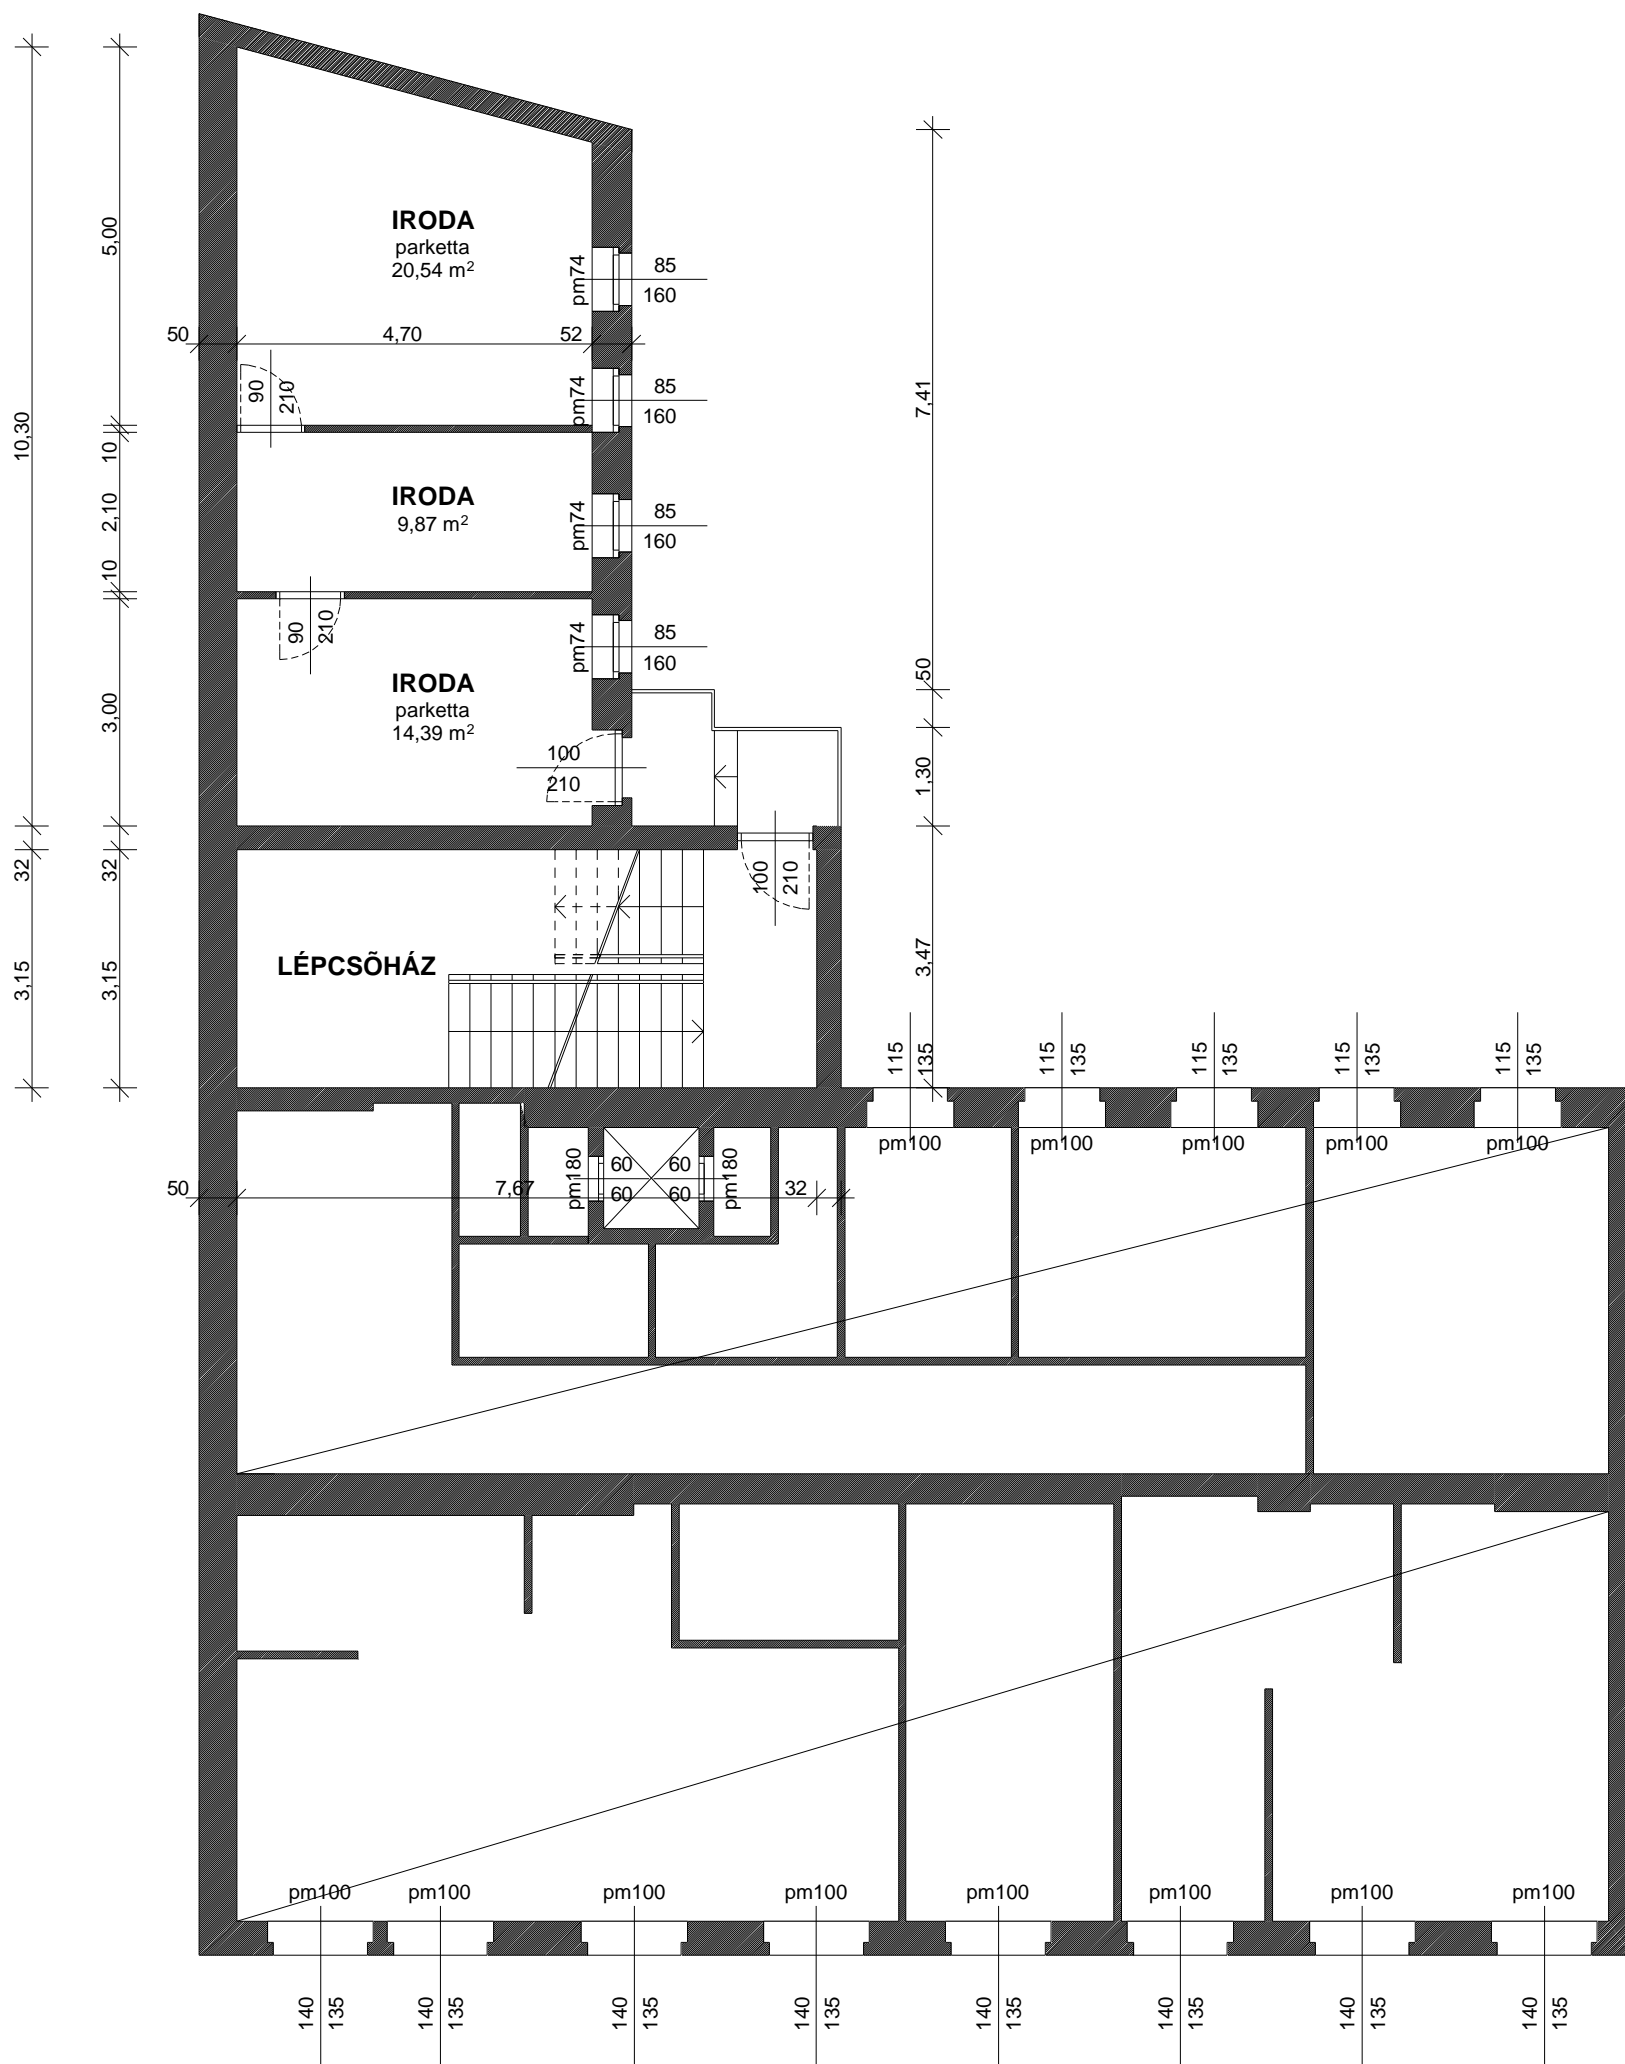 IRODA
parketta
20,54 m²
pm74
85
160
50
4,70
52
90
210
pm74
85
160
IRODA
9,87 m²
pm74
85
160
90
210
pm74
85
160
IRODA
parketta
14,39 m²
100
210
100
210
LÉPCSÕHÁZ
10,30
32
3,15
5,00
10
2,10
10
3,00
32
3,15
7,41
50
1,30
3,47
115
135
115
135
115
135
115
135
115
135
pm100
pm100
pm100
pm100
pm100
50
7,67
pm180
60
60
60
60
pm180
32
pm100
pm100
pm100
pm100
pm100
pm100
pm100
pm100
140
135
140
135
140
135
140
135
140
135
140
135
140
135
140
135